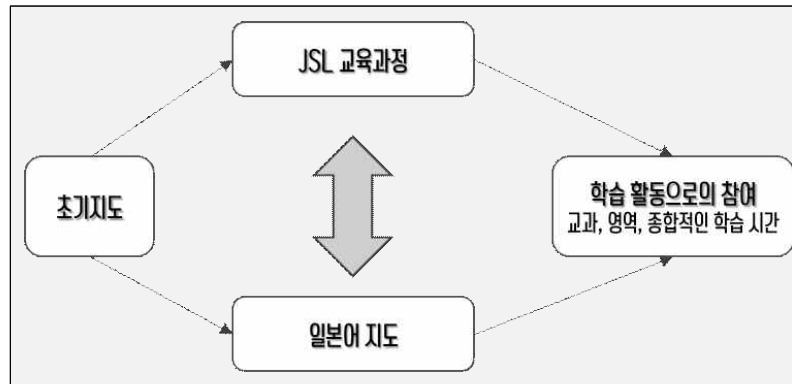 JSL 교육과정
초기지도
학습 활동으로의 참여
교과, 영역, 종합적인 학습 시간
일본어 지도